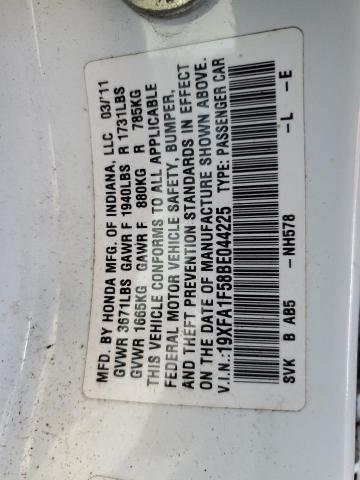 MFD. BY HONDA MFG. OF INDIANA, LLC 03/'11
GVWR 3671LBS GAWR F 1940LBS R 1731LBS
GVWR 1665KG GAWR F 880KG R 785KG
THIS VEHICLE CONFORMS TO ALL APPLICABLE
FEDERAL MOTOR VEHICLE SAFETY, BUMPER,
AND THEFT PREVENTION STANDARDS IN EFFECT
ON THE DATE OF MANUFACTURE SHOWN ABOVE.
V.I.N.:19XFA1F58BE044225 TYPE: PASSENGER CAR
SVK B AB5 -NH578 -L -E